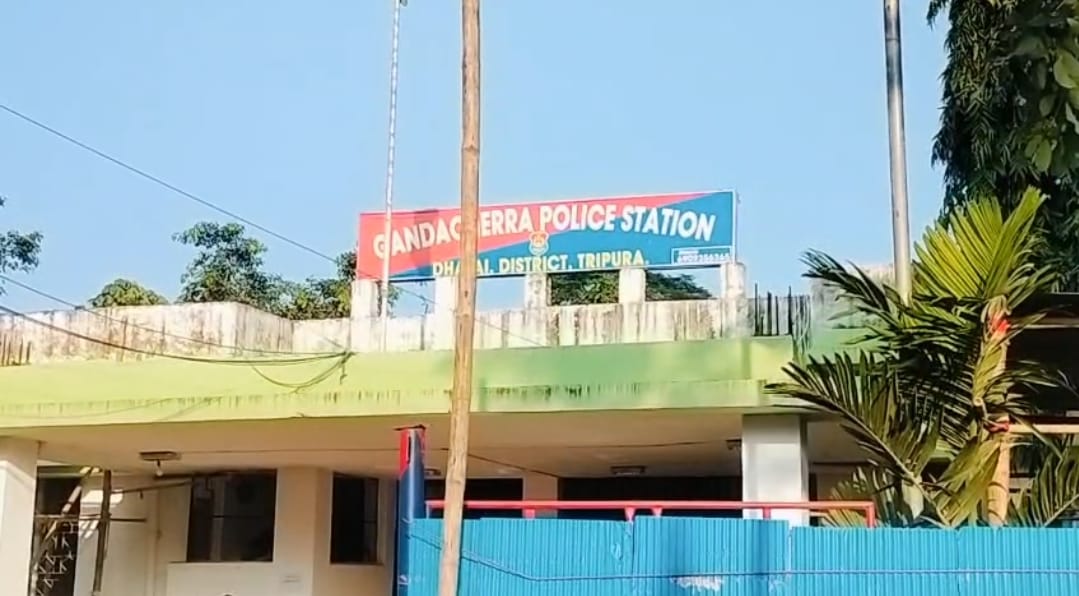 GANDACHERRA POLICE STATION
DHALAI, DISTRICT, TRIPURA.